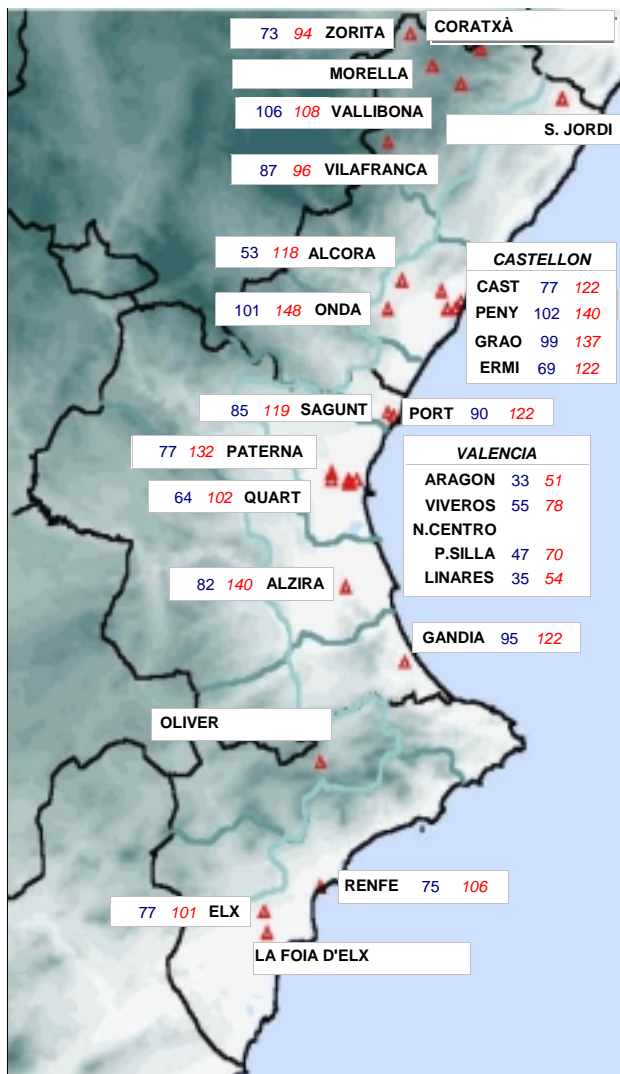 73 94 ZORITA
CORATXÀ
MORELLA
106 108 VALLIBONA
S. JORDI
87 96 VILAFRANCA
53 118 ALCORA
101 148 ONDA
CASTELLON
CAST 77 122
PENY 102 140
GRAO 99 137
ERMI 69 122
85 119 SAGUNT
PORT 90 122
77 132 PATERNA
64 102 QUART
VALENCIA
ARAGON 33 51
VIVEROS 55 78
N.CENTRO
P.SILLA 47 70
LINARES 35 54
82 140 ALZIRA
GANDIA 95 122
OLIVER
RENFE 75 106
77 101 ELX
LA FOIA D'ELX